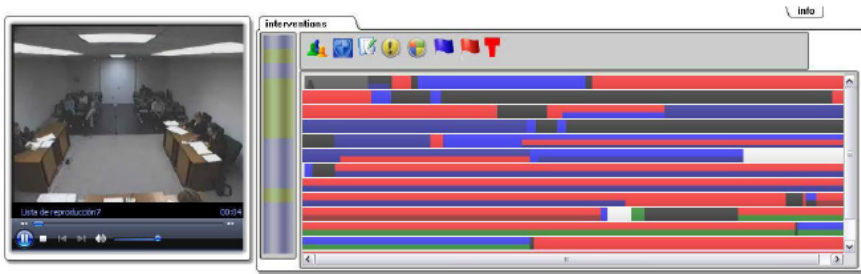 info
interventions
T
A
Lista de reproducción7 00:04